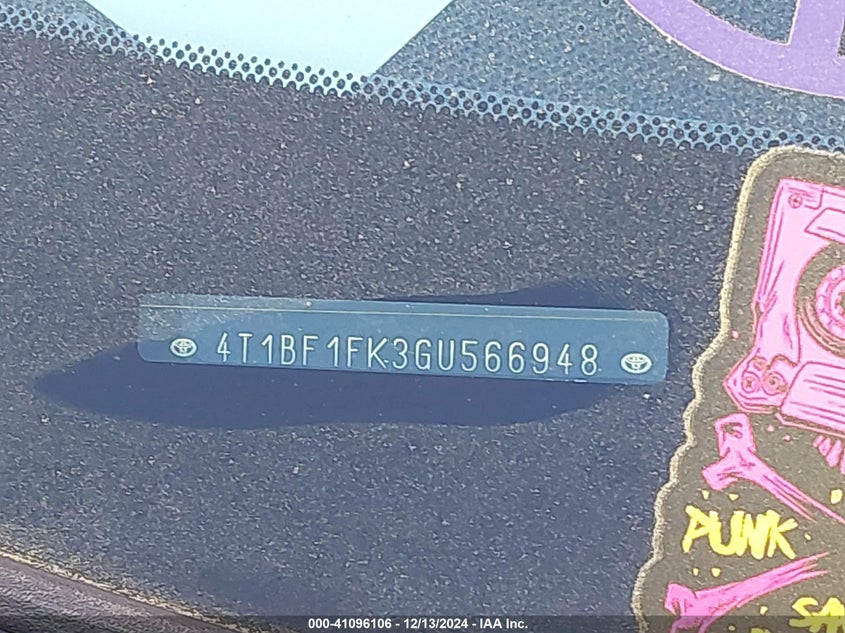 4T1BF1FK3GU566948
PUNK
000-41096106 - 12/13/2024 - IAA Inc.